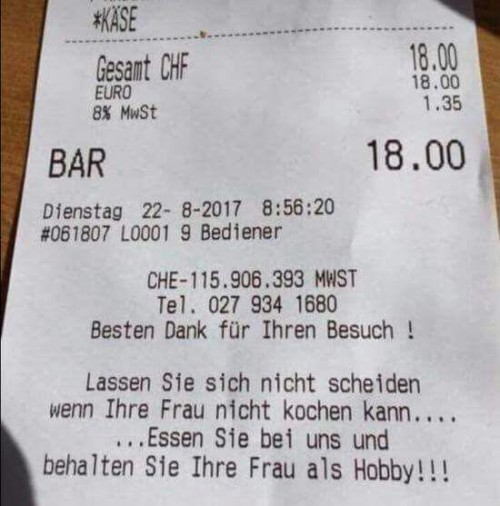 *KÄSE
Gesamt CHF 18.00
EURO 18.00
8% MwSt 1.35
BAR 18.00
Dienstag 22- 8-2017 8:56:20
#061807 L0001 9 Bediener
CHE-115.906.393 MWST
Tel. 027 934 1680
Besten Dank für Ihren Besuch !
Lassen Sie sich nicht scheiden
wenn Ihre Frau nicht kochen kann....
...Essen Sie bei uns und
behalten Sie Ihre Frau als Hobby!!!